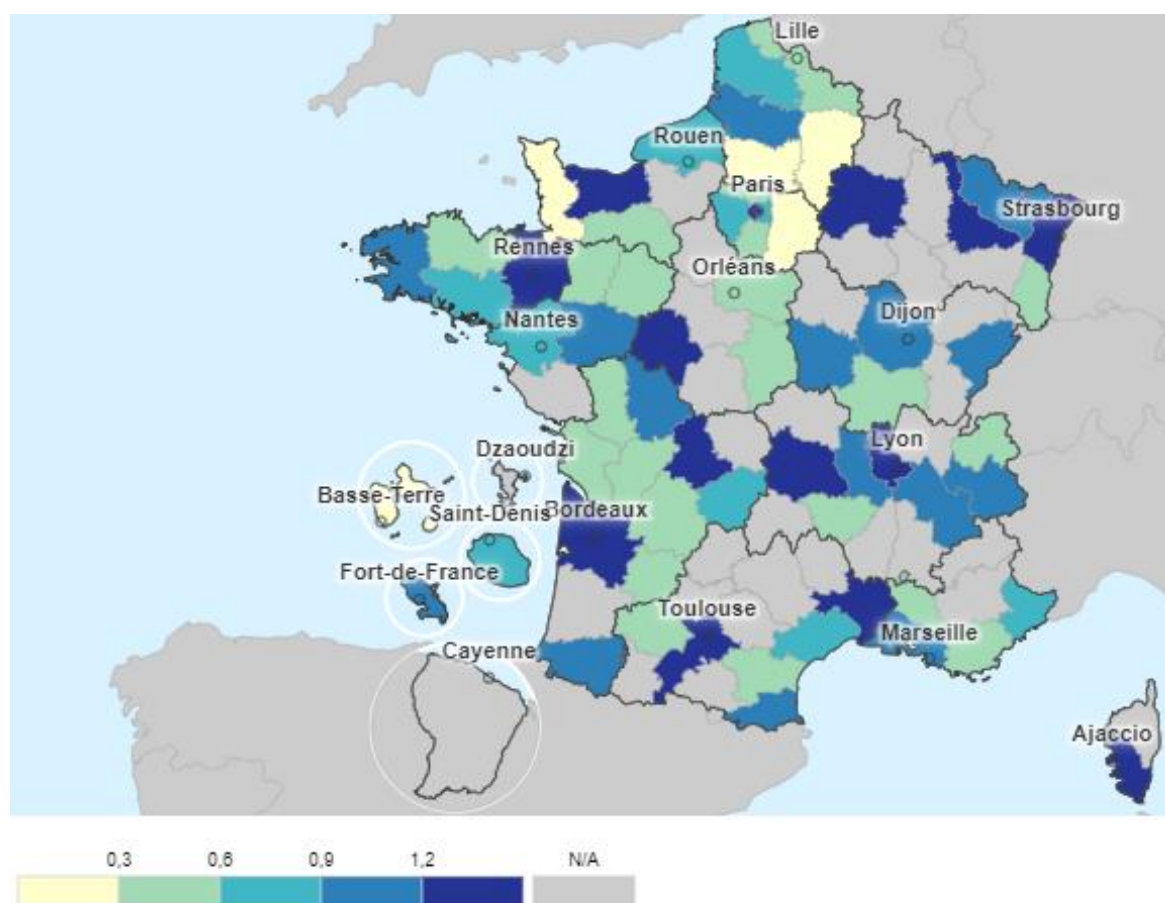 Lille
Rouen
Paris
Strasbourg
Rennes
Orléans
Dijon
Nantes
Lyon
Dzaoudzi
Basse-Terre
Saint-Denis
Bordeaux
Fort-de-France
Toulouse
Marseille
Cayenne
Ajaccio
0,3 0,6 0,9 1,2 N/A